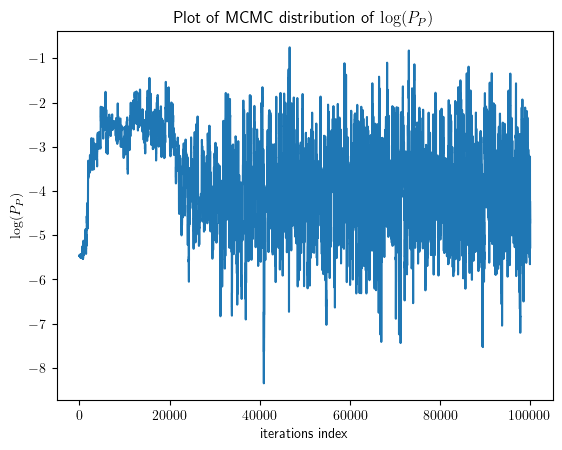 Plot of MCMC distribution of log(P_P)
log(P_P)
−1
−2
−3
−4
−5
−6
−7
−8
0 20000 40000 60000 80000 100000
iterations index